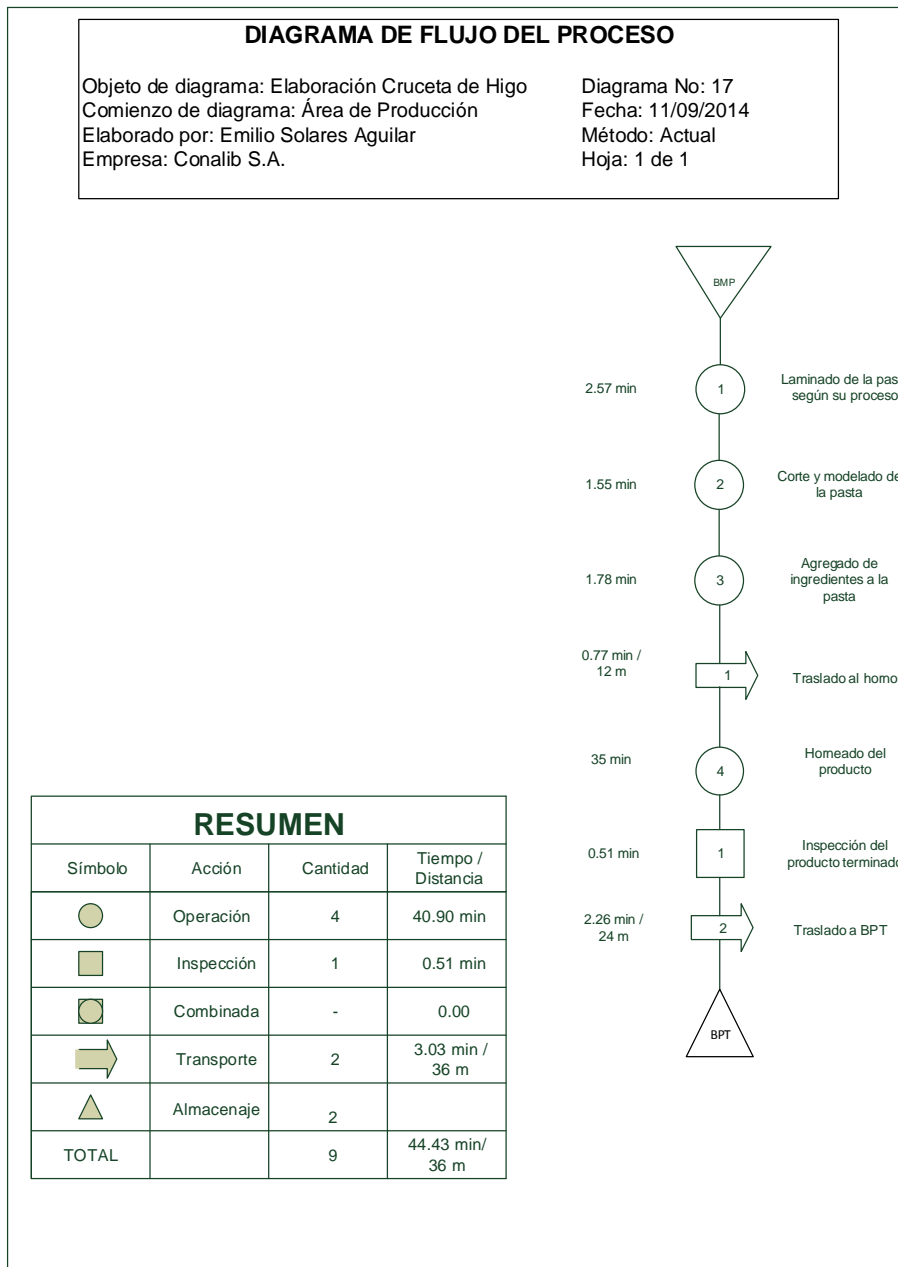 DIAGRAMA DE FLUJO DEL PROCESO
Objeto de diagrama: Elaboración Cruceta de Higo
Comienzo de diagrama: Área de Producción
Elaborado por: Emilio Solares Aguilar
Empresa: Conalib S.A.
Diagrama No: 17
Fecha: 11/09/2014
Método: Actual
Hoja: 1 de 1
BMP
2.57 min
1
Laminado de la pas
según su proceso
1.55 min
2
Corte y modelado de
la pasta
1.78 min
3
Agregado de
ingredientes a la
pasta
0.77 min /
12 m
1
Traslado al horno
35 min
4
Horneado del
producto
0.51 min
1
Inspección del
producto terminado
2.26 min /
24 m
2
Traslado a BPT
BPT
RESUMEN
Símbolo
Acción
Cantidad
Tiempo /
Distancia
Operación
4
40.90 min
Inspección
1
0.51 min
Combinada
-
0.00
Transporte
2
3.03 min /
36 m
Almacenaje
2
TOTAL
9
44.43 min/
36 m